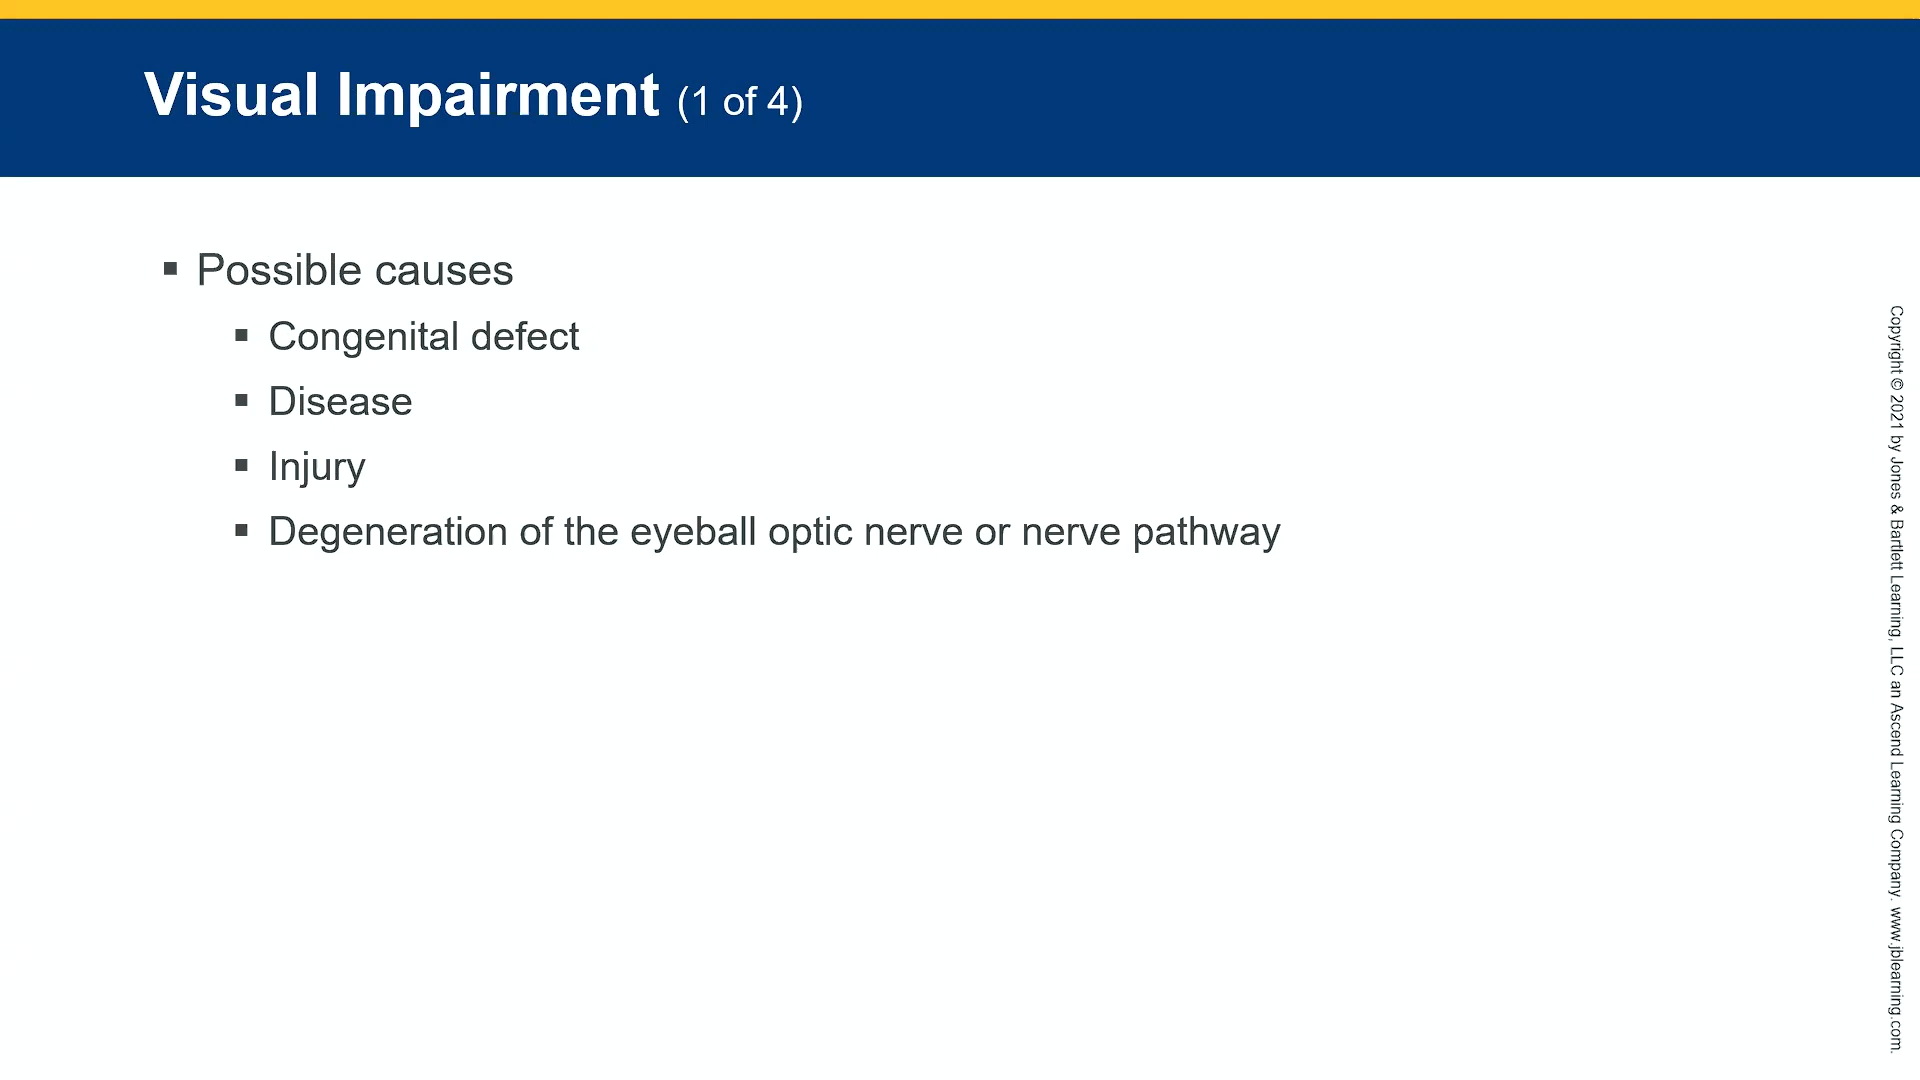 Visual Impairment (1 of 4)
▪ Possible causes
▪ Congenital defect
▪ Disease
▪ Injury
▪ Degeneration of the eyeball optic nerve or nerve pathway
Copyright © 2021 by Jones & Bartlett Learning, LLC an Ascend Learning Company. www.jblearning.com.